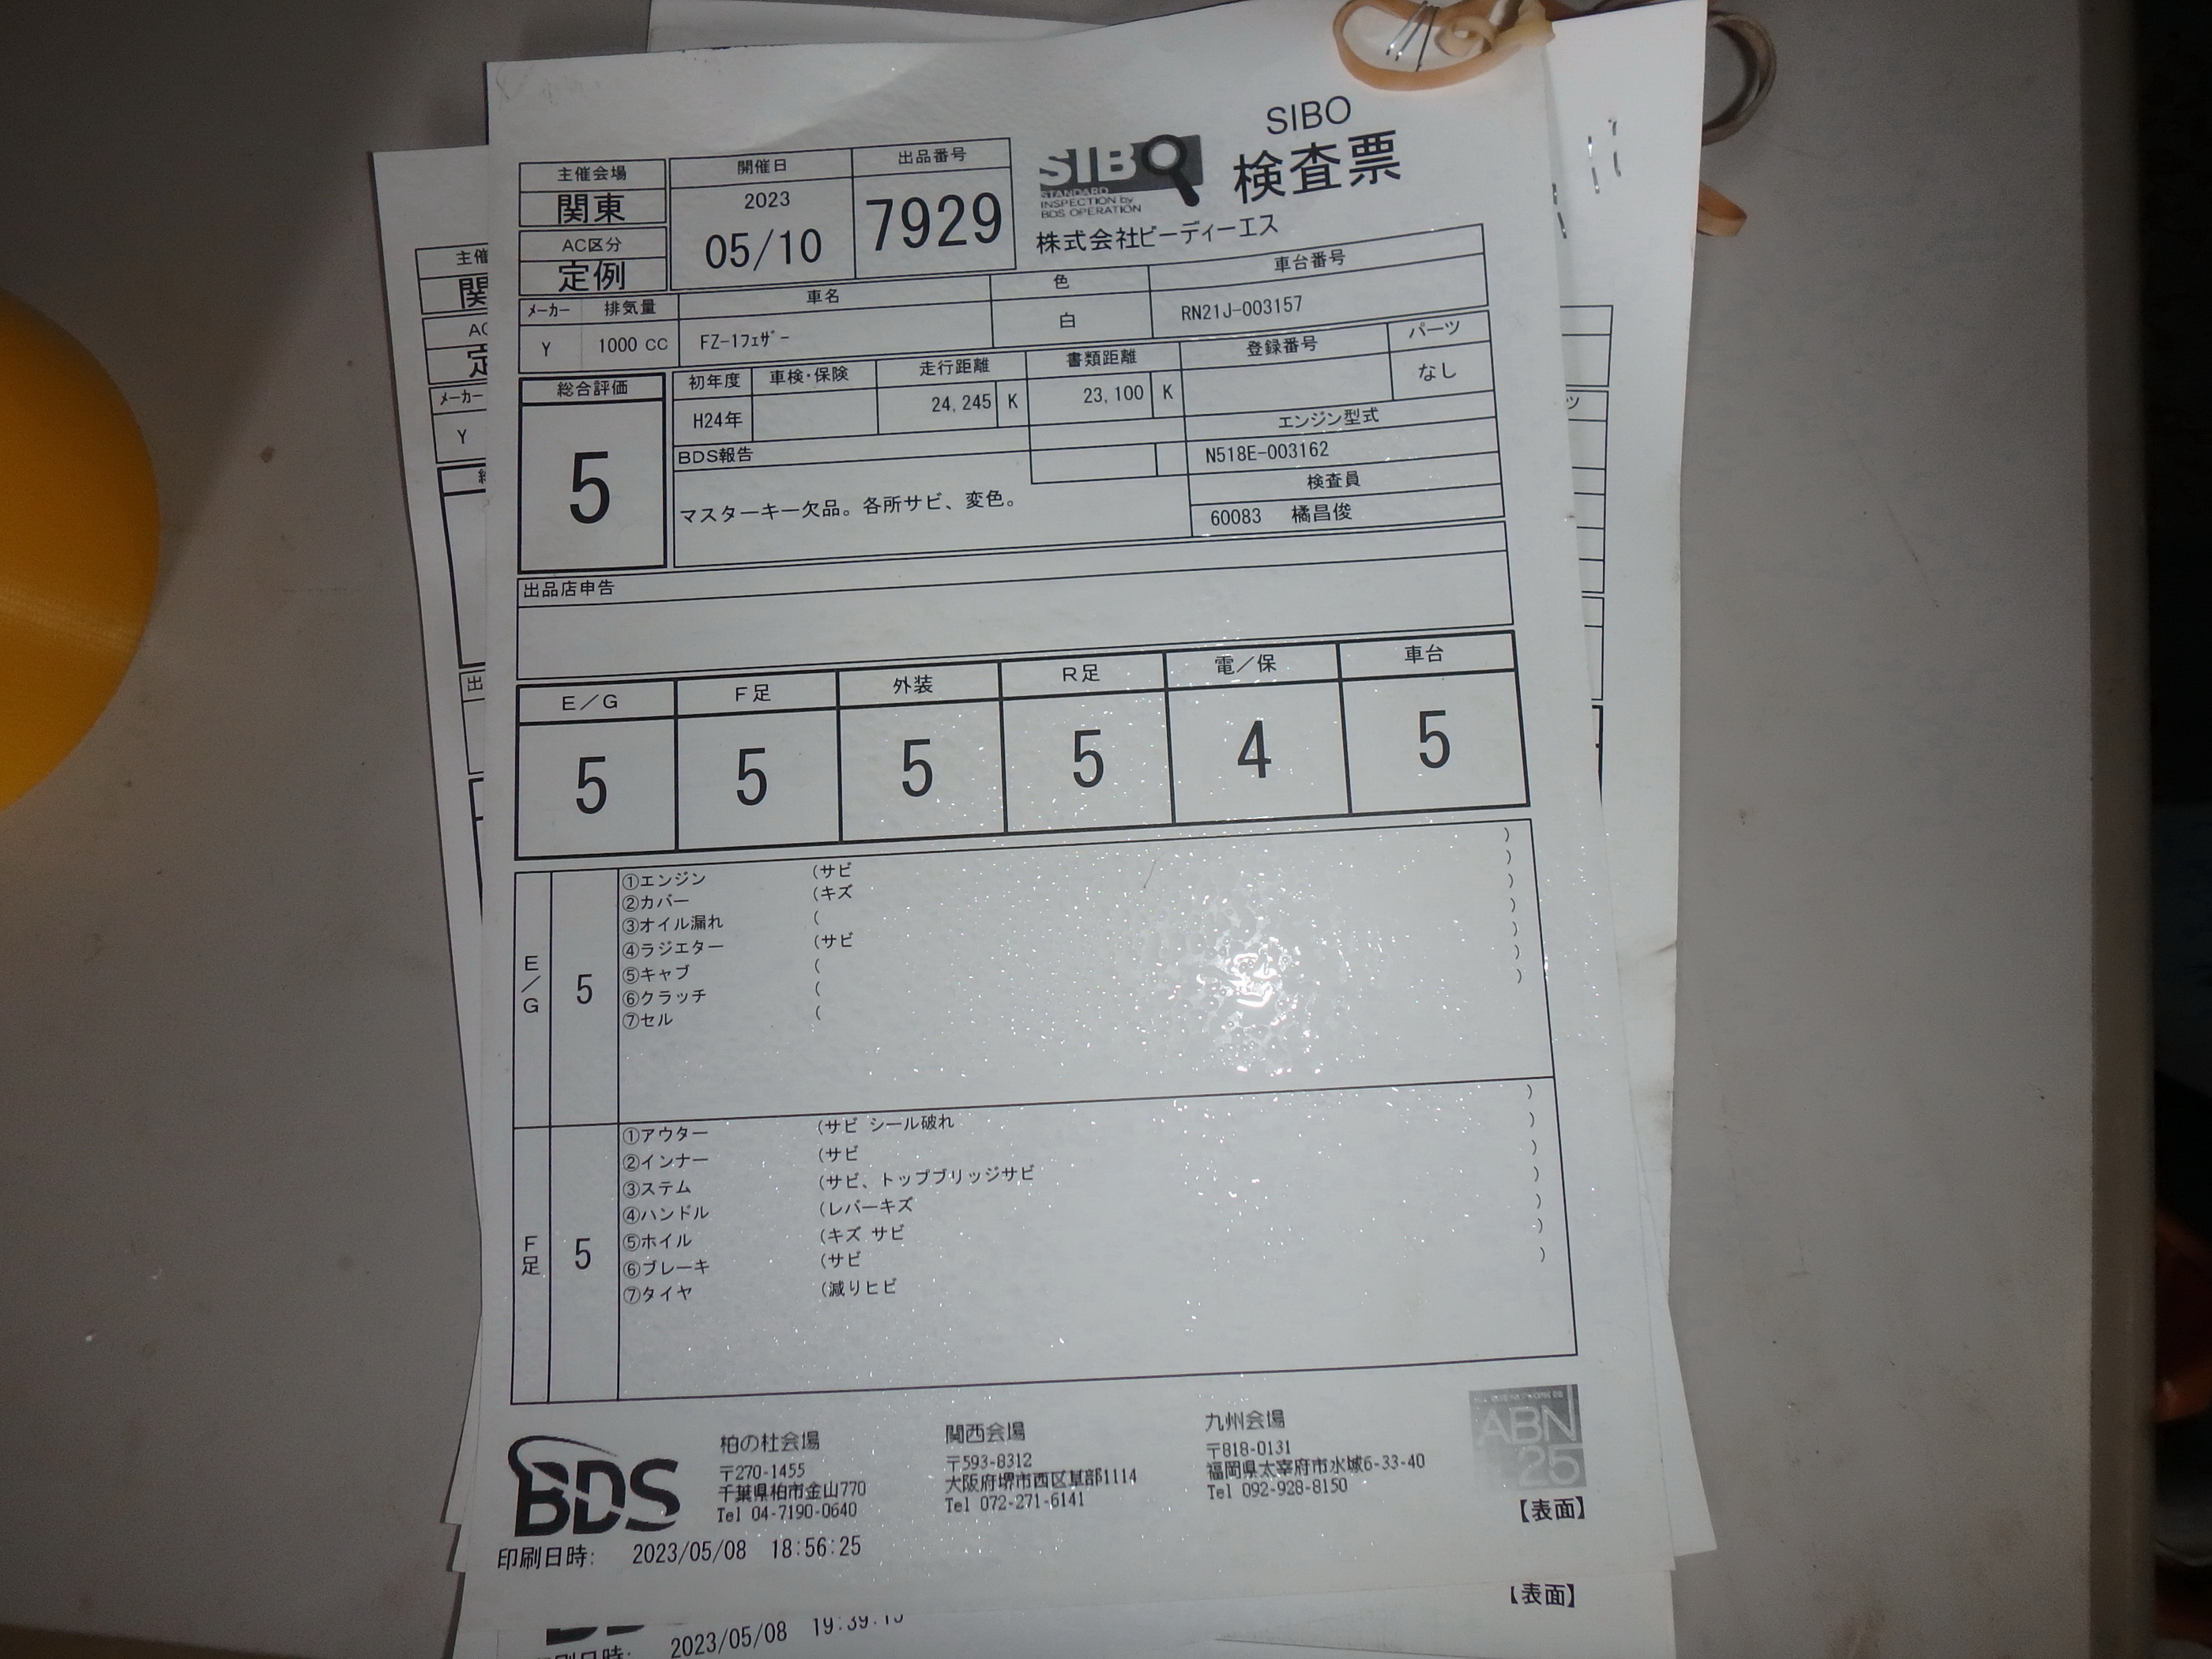 主催会場
関東
AC区分
定例
開催日
2023
05/10
出品番号
7929
SIBO
STANDARD
INSPECTION by
BDS OPERATION
SIBO
検査票
株式会社ビーディーエス
メーカー 排気量 車名 色 車台番号
Y 1000 CC FZ-1フェザー 白 RN21J-003157
総合評価
5
初年度 車検・保険 走行距離 書類距離 登録番号 パーツ
H24年 24,245 K 23,100 K なし
エンジン型式
N518E-003162
BDS報告
マスターキー欠品。各所サビ、変色。
検査員
60083 橘昌俊
出品店申告
E/G F足 外装 R足 電/保 車台
5 5 5 5 4 5
E/G 5
①エンジン (サビ )
②カバー (キズ )
③オイル漏れ ( )
④ラジエター (サビ )
⑤キャブ ( )
⑥クラッチ ( )
⑦セル ( )
F足 5
①アウター (サビ シール破れ )
②インナー (サビ )
③ステム (サビ、トップブリッジサビ )
④ハンドル (レバーキズ )
⑤ホイル (キズ サビ )
⑥ブレーキ (サビ )
⑦タイヤ (減りヒビ )
BDS
柏の杜会場
〒270-1455
千葉県柏市金山770
Tel 04-7190-0640
関西会場
〒593-8312
大阪府堺市西区草部1114
Tel 072-271-6141
九州会場
〒818-0131
福岡県太宰府市水城6-33-40
Tel 092-928-8150
ABN
25
【表面】
印刷日時: 2023/05/08 18:56:25
【表面】
2023/05/08
メーカー
Y